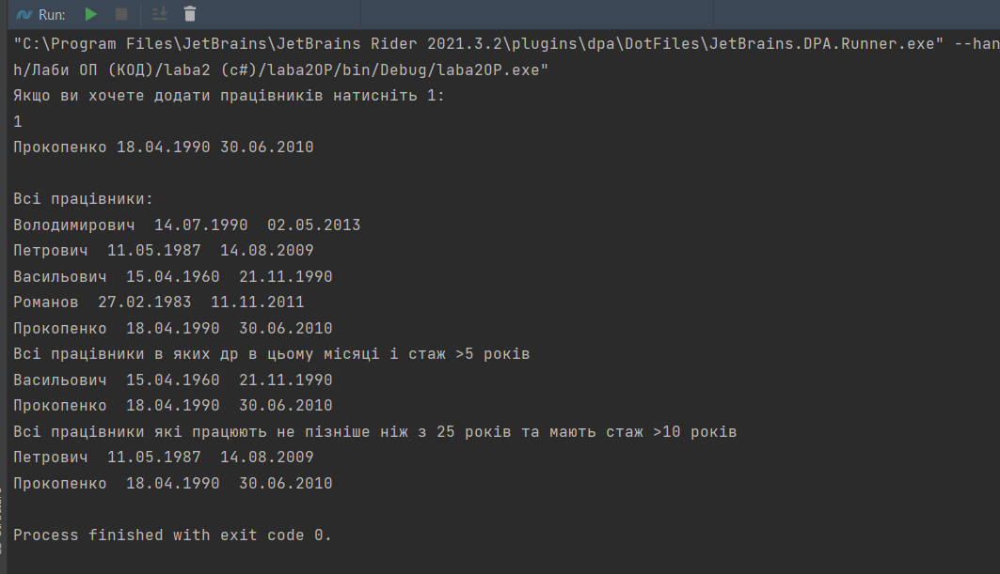 Run:
"C:\Program Files\JetBrains\JetBrains Rider 2021.3.2\plugins\dpa\DotFiles\JetBrains.DPA.Runner.exe" --han
h/Лаби ОП (КОД)/laba2 (c#)/laba2OP/bin/Debug/laba2OP.exe"
Якщо ви хочете додати працівників натисніть 1:
1
Прокопенко 18.04.1990 30.06.2010
Всі працівники:
Володимирович  14.07.1990  02.05.2013
Петрович  11.05.1987  14.08.2009
Васильович  15.04.1960  21.11.1990
Романов  27.02.1983  11.11.2011
Прокопенко  18.04.1990  30.06.2010
Всі працівники в яких др в цьому місяці і стаж >5 років
Васильович  15.04.1960  21.11.1990
Прокопенко  18.04.1990  30.06.2010
Всі працівники які працюють не пізніше ніж з 25 років та мають стаж >10 років
Петрович  11.05.1987  14.08.2009
Прокопенко  18.04.1990  30.06.2010
Process finished with exit code 0.